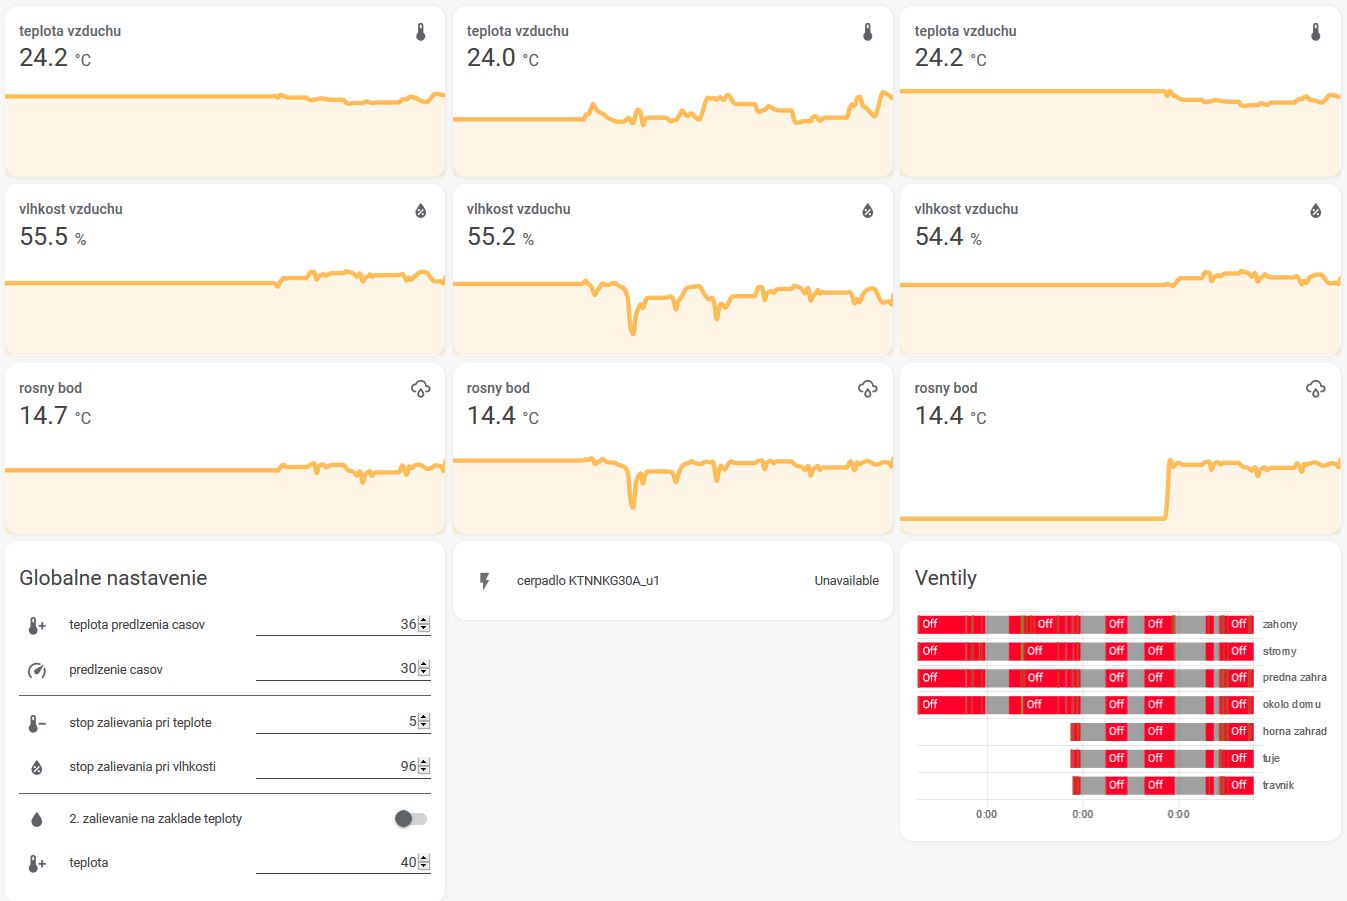 teplota vzduchu
24.2 °C
teplota vzduchu
24.0 °C
teplota vzduchu
24.2 °C
vlhkost vzduchu
55.5 %
vlhkost vzduchu
55.2 %
vlhkost vzduchu
54.4 %
rosny bod
14.7 °C
rosny bod
14.4 °C
rosny bod
14.4 °C
Globalne nastavenie
teplota predlzenia casov 36
predlzenie casov 30
stop zalievania pri teplote 5
stop zalievania pri vlhkosti 96
2. zalievanie na zaklade teploty
teplota 40
cerpadlo KTNNKG30A_u1 Unavailable
Ventily
Off Off Off Off Off zahony
Off Off Off Off Off stromy
Off Off Off Off Off predna zahra
Off Off Off Off Off okolo domu
Off Off Off horna zahrad
Off Off Off tuje
Off Off Off travnik
0:00 0:00 0:00